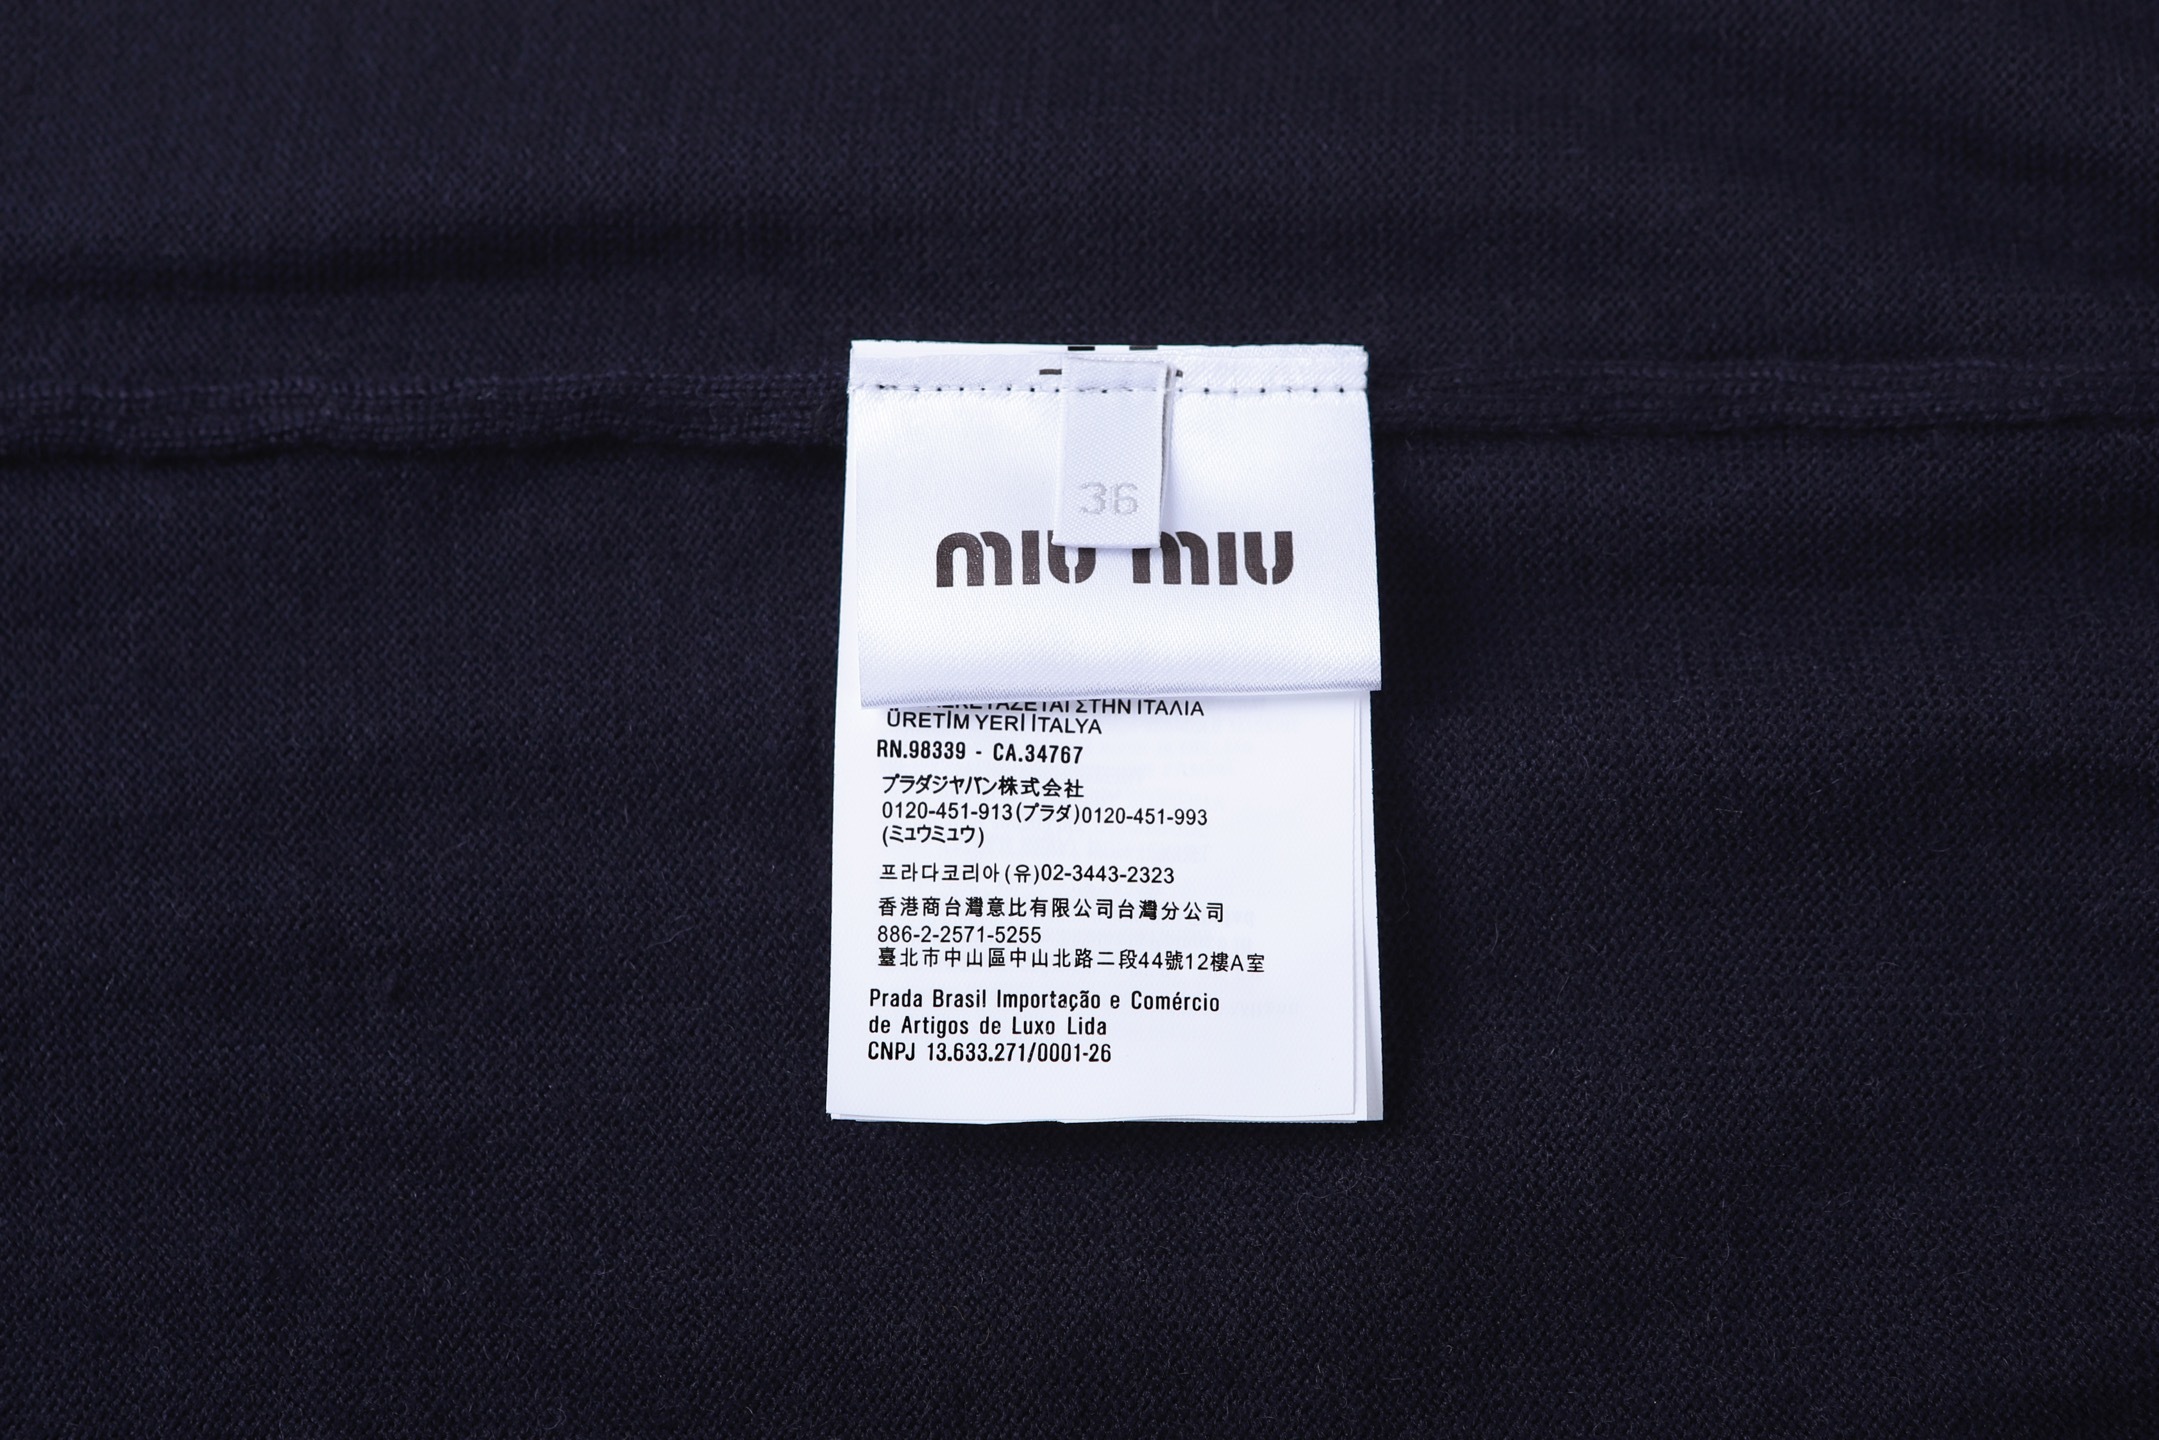 36
miu miu
ΣΤΗΝ ΙΤΑΛΙΑ
ÜRETİM YERİ İTALYA
RN.98339 - CA.34767
プラダジャパン株式会社
0120-451-913(プラダ)0120-451-993
(ミュウミュウ)
프라다코리아(유)02-3443-2323
香港商台灣意比有限公司台灣分公司
886-2-2571-5255
臺北市中山區中山北路二段44號12樓A室
Prada Brasil Importação e Comércio
de Artigos de Luxo Lida
CNPJ 13.633.271/0001-26